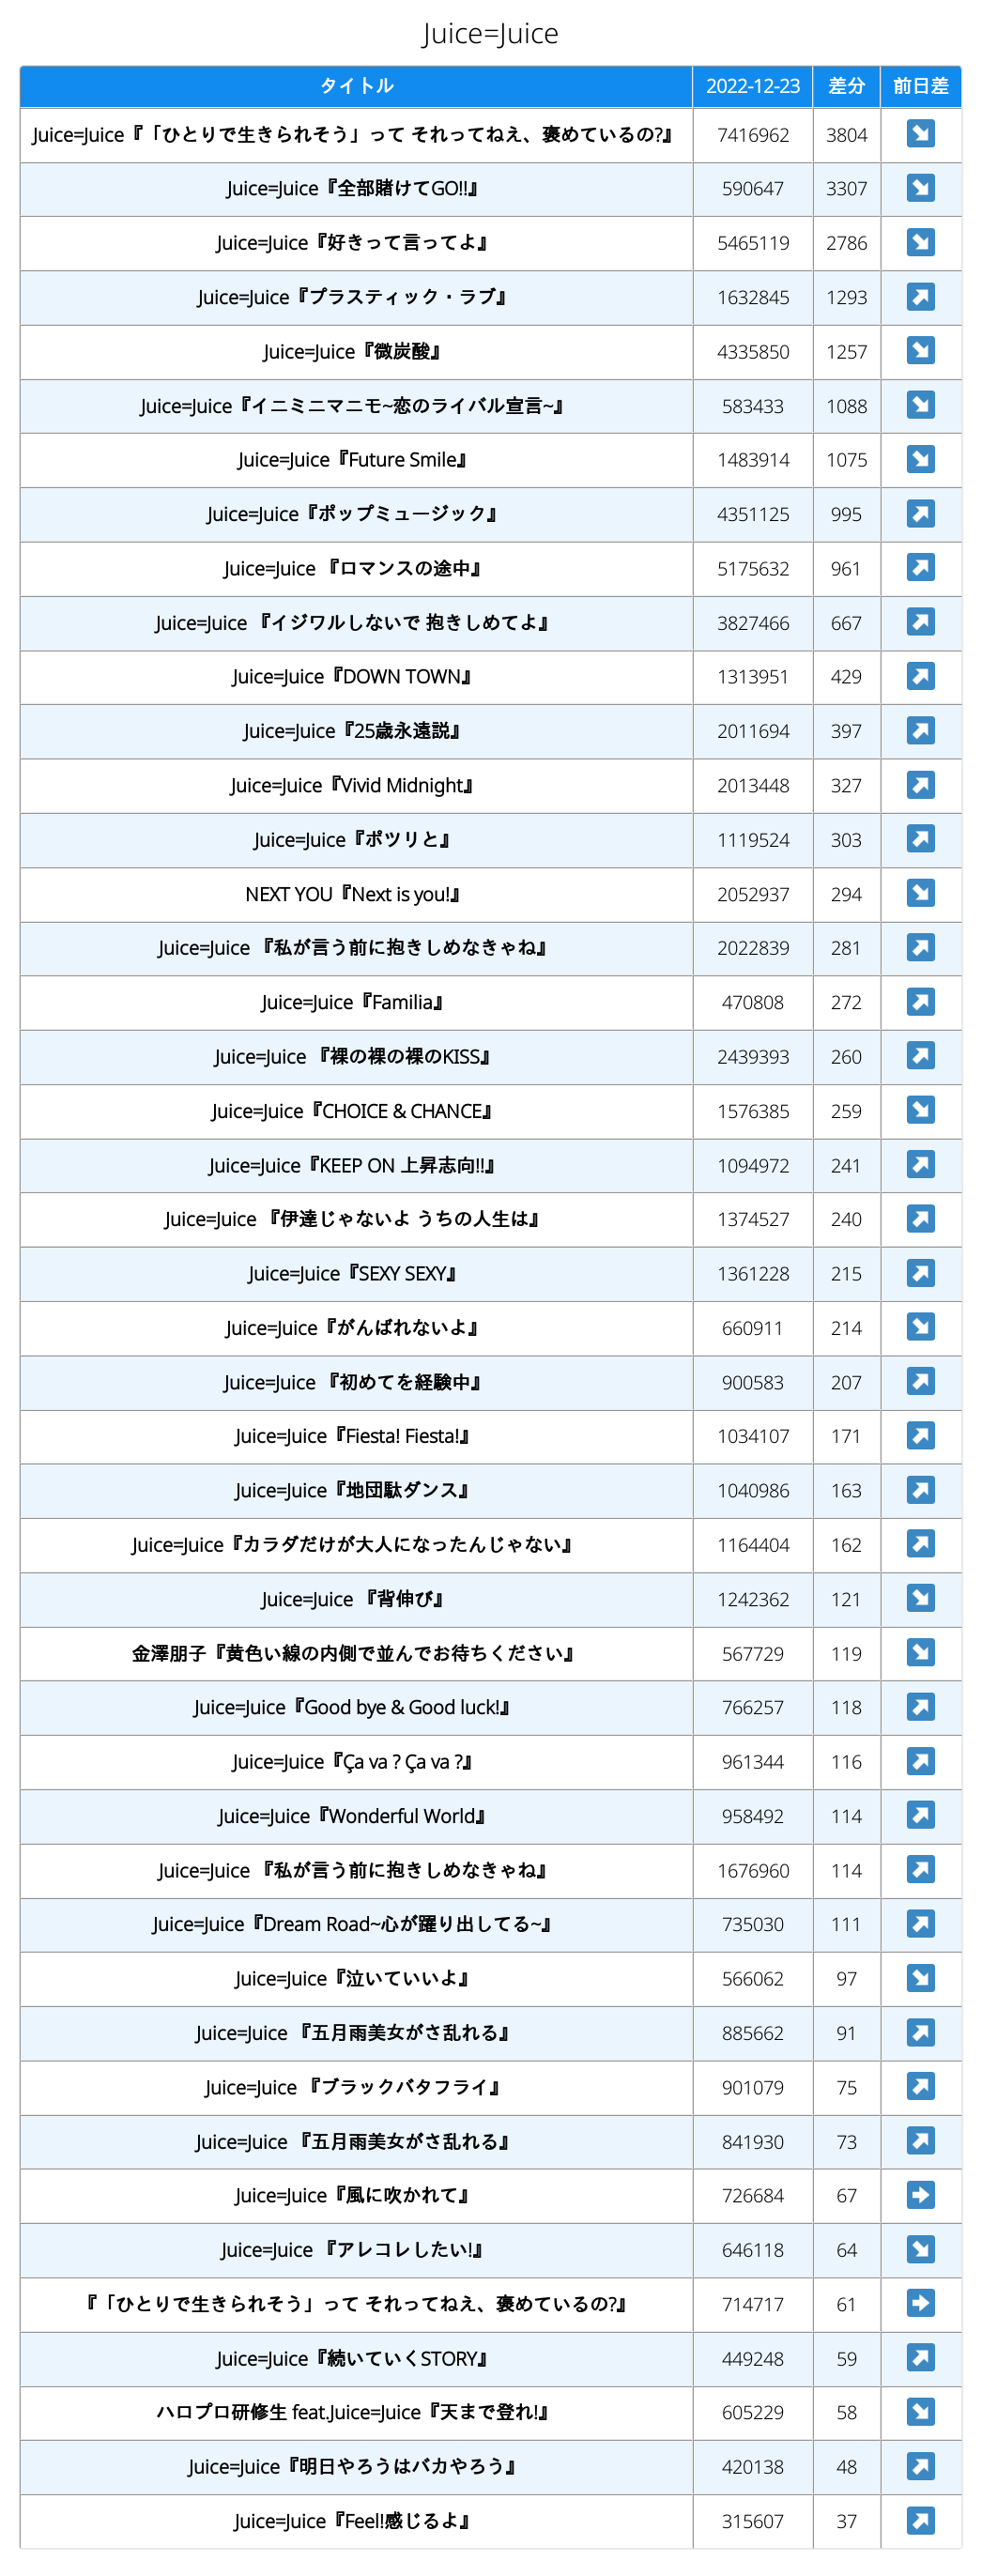 Juice=Juice
タイトル 2022-12-23 差分 前日差
Juice=Juice『「ひとりで生きられそう」って それってねえ、褒めているの?』 7416962 3804 ↘
Juice=Juice『全部賭けてGO!!』 590647 3307 ↘
Juice=Juice『好きって言ってよ』 5465119 2786 ↘
Juice=Juice『プラスティック・ラブ』 1632845 1293 ↗
Juice=Juice『微炭酸』 4335850 1257 ↘
Juice=Juice『イニミニマニモ~恋のライバル宣言~』 583433 1088 ↘
Juice=Juice『Future Smile』 1483914 1075 ↘
Juice=Juice『ポップミュージック』 4351125 995 ↗
Juice=Juice 『ロマンスの途中』 5175632 961 ↗
Juice=Juice 『イジワルしないで 抱きしめてよ』 3827466 667 ↗
Juice=Juice『DOWN TOWN』 1313951 429 ↗
Juice=Juice『25歳永遠説』 2011694 397 ↗
Juice=Juice『Vivid Midnight』 2013448 327 ↗
Juice=Juice『ポツリと』 1119524 303 ↗
NEXT YOU『Next is you!』 2052937 294 ↘
Juice=Juice 『私が言う前に抱きしめなきゃね』 2022839 281 ↗
Juice=Juice『Familia』 470808 272 ↗
Juice=Juice 『裸の裸の裸のKISS』 2439393 260 ↗
Juice=Juice『CHOICE & CHANCE』 1576385 259 ↘
Juice=Juice『KEEP ON 上昇志向!!』 1094972 241 ↗
Juice=Juice 『伊達じゃないよ うちの人生は』 1374527 240 ↗
Juice=Juice『SEXY SEXY』 1361228 215 ↗
Juice=Juice『がんばれないよ』 660911 214 ↘
Juice=Juice 『初めてを経験中』 900583 207 ↗
Juice=Juice『Fiesta! Fiesta!』 1034107 171 ↗
Juice=Juice『地団駄ダンス』 1040986 163 ↗
Juice=Juice『カラダだけが大人になったんじゃない』 1164404 162 ↗
Juice=Juice 『背伸び』 1242362 121 ↘
金澤朋子『黄色い線の内側で並んでお待ちください』 567729 119 ↘
Juice=Juice『Good bye & Good luck!』 766257 118 ↗
Juice=Juice『Ça va ? Ça va ?』 961344 116 ↗
Juice=Juice『Wonderful World』 958492 114 ↗
Juice=Juice 『私が言う前に抱きしめなきゃね』 1676960 114 ↗
Juice=Juice『Dream Road~心が躍り出してる~』 735030 111 ↗
Juice=Juice『泣いていいよ』 566062 97 ↘
Juice=Juice 『五月雨美女がさ乱れる』 885662 91 ↗
Juice=Juice 『ブラックバタフライ』 901079 75 ↗
Juice=Juice 『五月雨美女がさ乱れる』 841930 73 ↗
Juice=Juice『風に吹かれて』 726684 67 ➡
Juice=Juice 『アレコレしたい!』 646118 64 ↘
『「ひとりで生きられそう」って それってねえ、褒めているの?』 714717 61 ➡
Juice=Juice『続いていくSTORY』 449248 59 ↗
ハロプロ研修生 feat.Juice=Juice『天まで登れ!』 605229 58 ↘
Juice=Juice『明日やろうはバカやろう』 420138 48 ↗
Juice=Juice『Feel!感じるよ』 315607 37 ↗